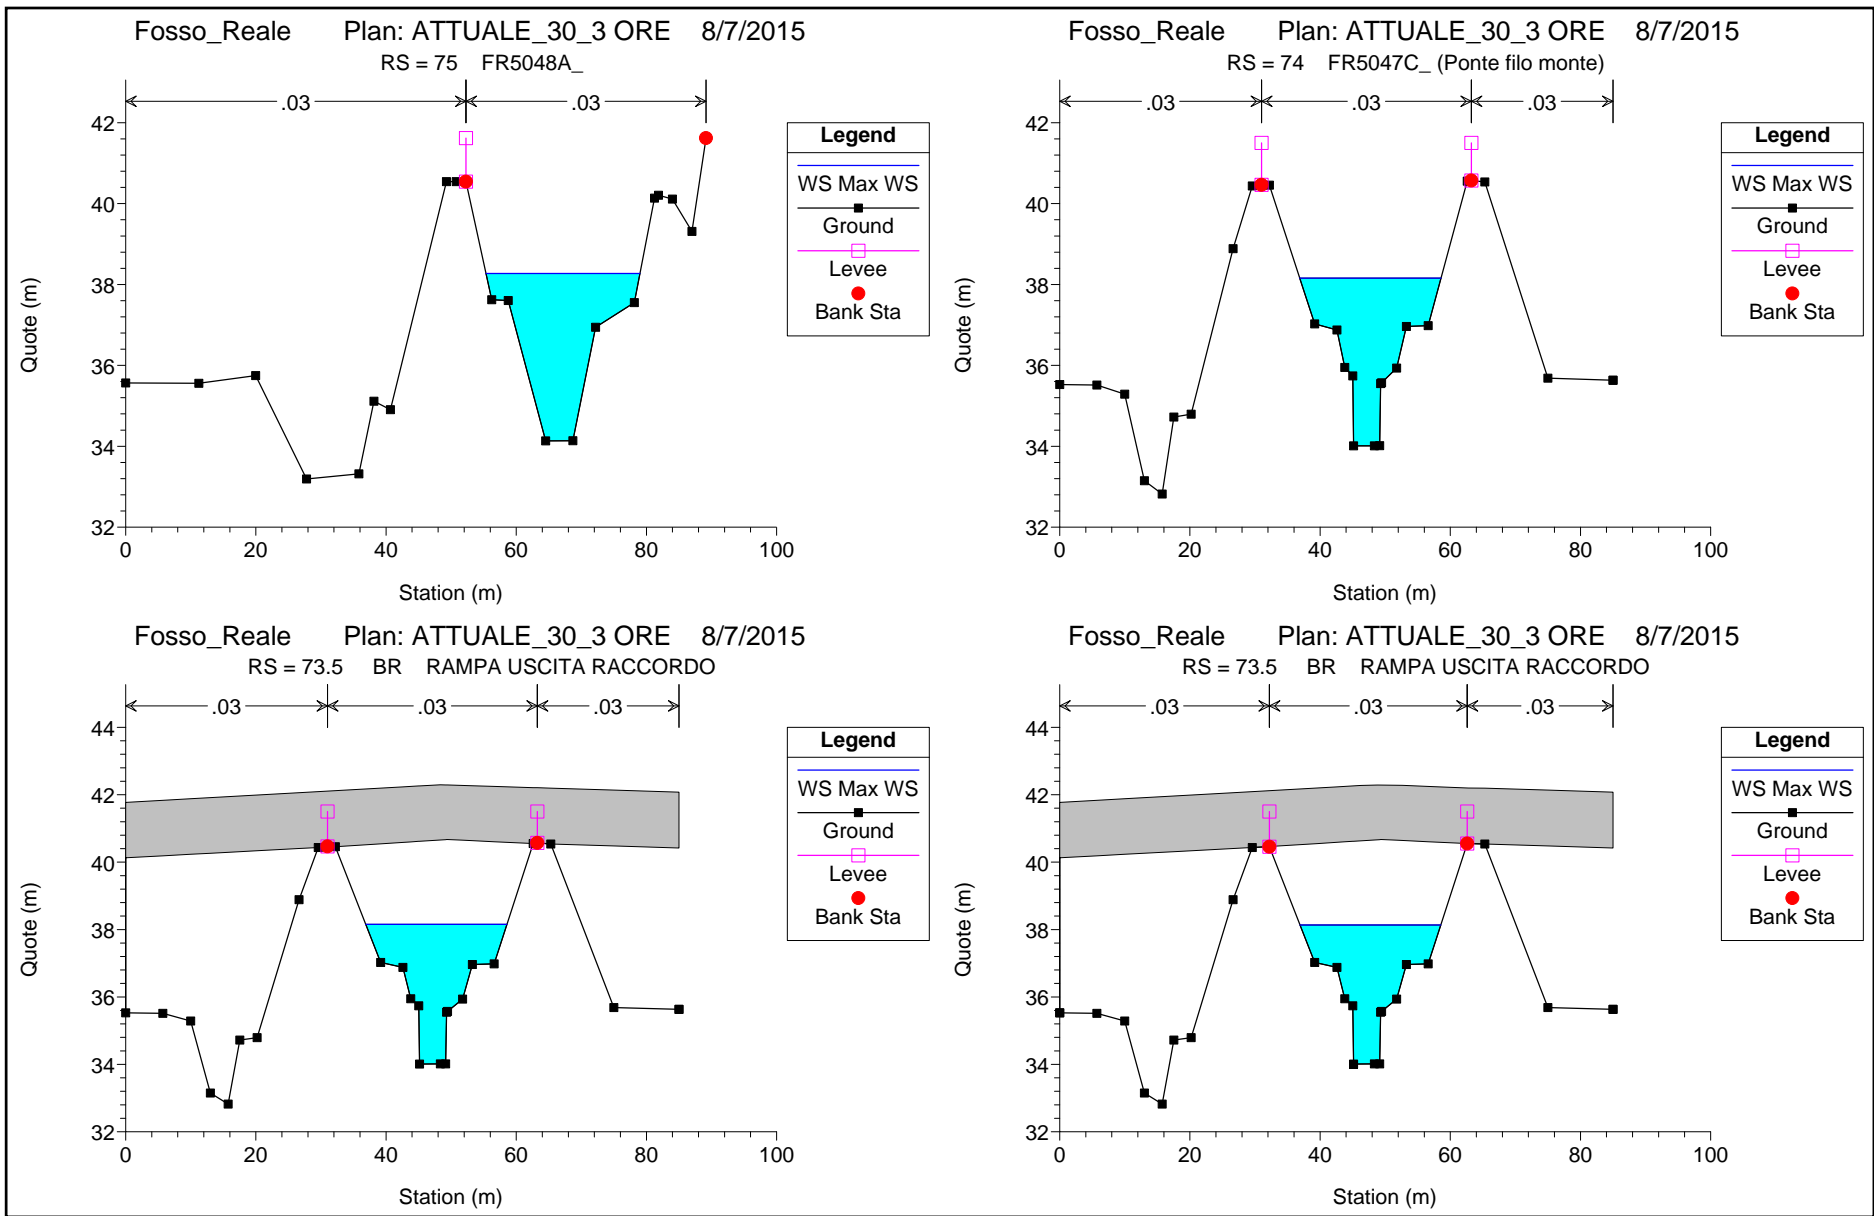 Fosso_Reale Plan: ATTUALE_30_3 ORE 8/7/2015
RS = 75 FR5048A_
.03 .03
42
40
38
36
34
32
0 20 40 60 80 100
Quote (m)
Station (m)
Legend
WS Max WS
Ground
Levee
Bank Sta
Fosso_Reale Plan: ATTUALE_30_3 ORE 8/7/2015
RS = 74 FR5047C_ (Ponte filo monte)
.03 .03 .03
42
40
38
36
34
32
0 20 40 60 80 100
Quote (m)
Station (m)
Legend
WS Max WS
Ground
Levee
Bank Sta
Fosso_Reale Plan: ATTUALE_30_3 ORE 8/7/2015
RS = 73.5 BR RAMPA USCITA RACCORDO
.03 .03 .03
44
42
40
38
36
34
32
0 20 40 60 80 100
Quote (m)
Station (m)
Legend
WS Max WS
Ground
Levee
Bank Sta
Fosso_Reale Plan: ATTUALE_30_3 ORE 8/7/2015
RS = 73.5 BR RAMPA USCITA RACCORDO
.03 .03 .03
44
42
40
38
36
34
32
0 20 40 60 80 100
Quote (m)
Station (m)
Legend
WS Max WS
Ground
Levee
Bank Sta